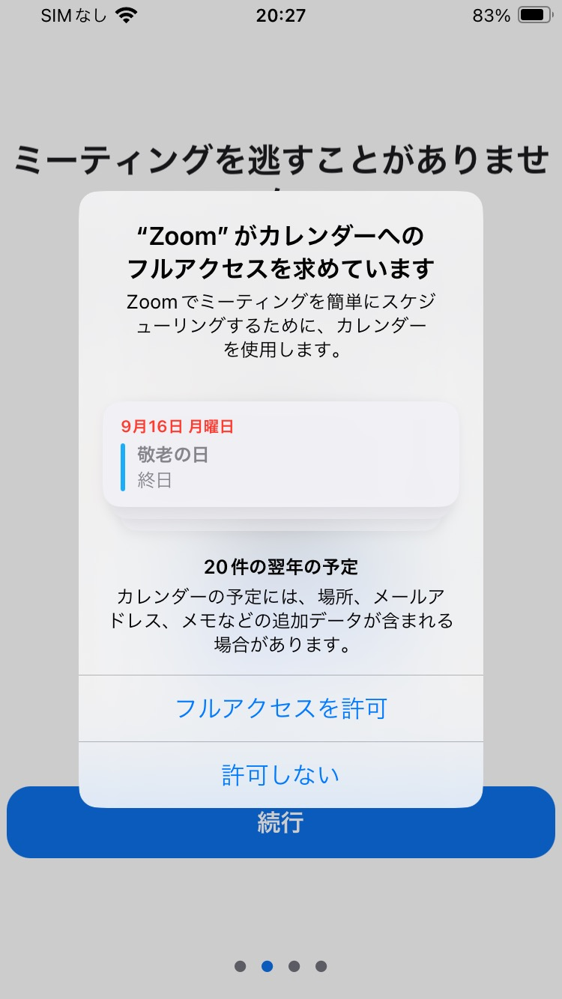 SIMなし
20:27
83%
ミーティングを逃すことがありませ
“Zoom”がカレンダーへの
フルアクセスを求めています
Zoomでミーティングを簡単にスケジ
ューリングするために、カレンダー
を使用します。
9月16日 月曜日
敬老の日
終日
20件の翌年の予定
カレンダーの予定には、場所、メールア
ドレス、メモなどの追加データが含まれる
場合があります。
フルアクセスを許可
許可しない
続行